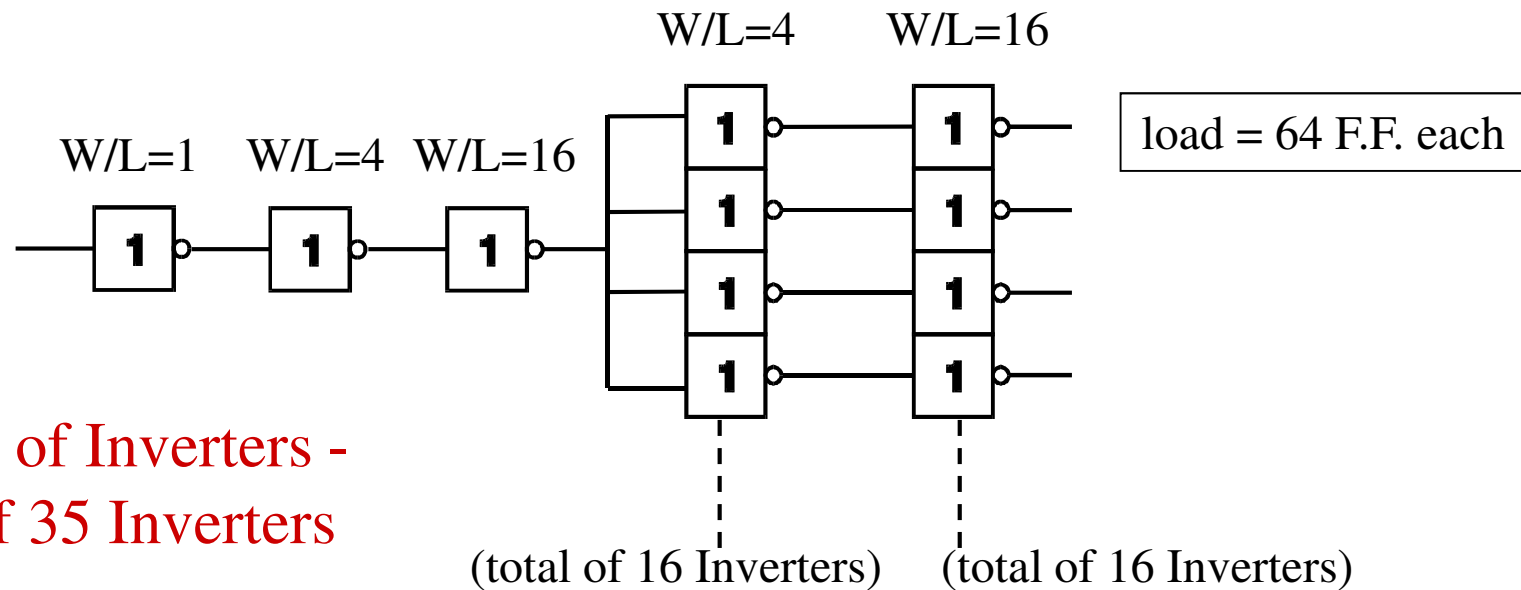 W/L=4 W/L=16
load = 64 F.F. each
W/L=1 W/L=4 W/L=16
1 1
1 1 1
1 1
1 1
1 1
of Inverters -
f 35 Inverters
(total of 16 Inverters) (total of 16 Inverters)